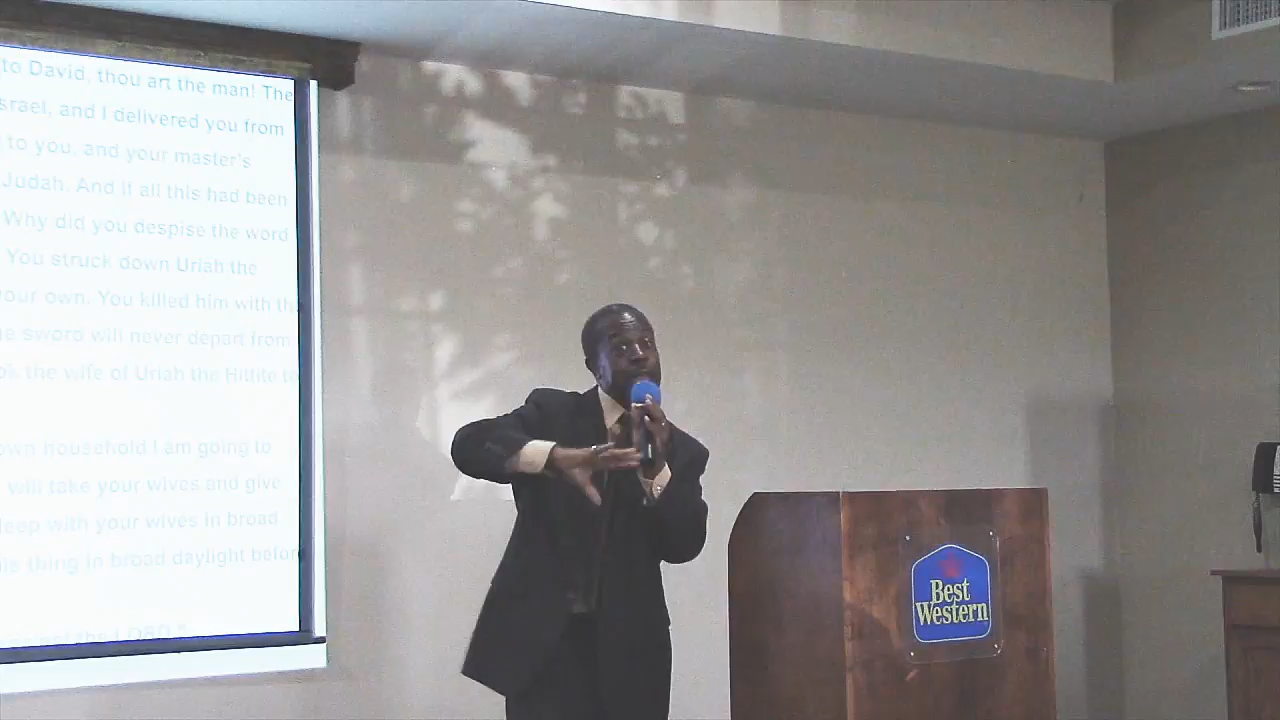 to David, thou art the man! The
srael, and I delivered you from
to you, and your master's
Judah. And if all this had been
Why did you despise the word
You struck down Uriah the
your own. You killed him with
sword will never depart from
the wife of Uriah the Hittite
own household I am going to
will take your wives and give
sleep with your wives in broad
thing in broad daylight before
the LORD."
Best
Western